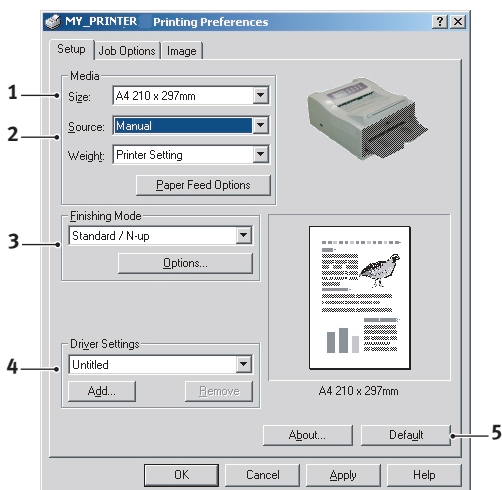 MY_PRINTER Printing Preferences
Setup Job Options Image
Media
1 Size: A4 210 x 297mm
2 Source: Manual
Weight: Printer Setting
Paper Feed Options
3 Finishing Mode
Standard / N-up
Options...
4 Driver Settings
Untitled
Add... Remove
A4 210 x 297mm
About... Default 5
OK Cancel Apply Help